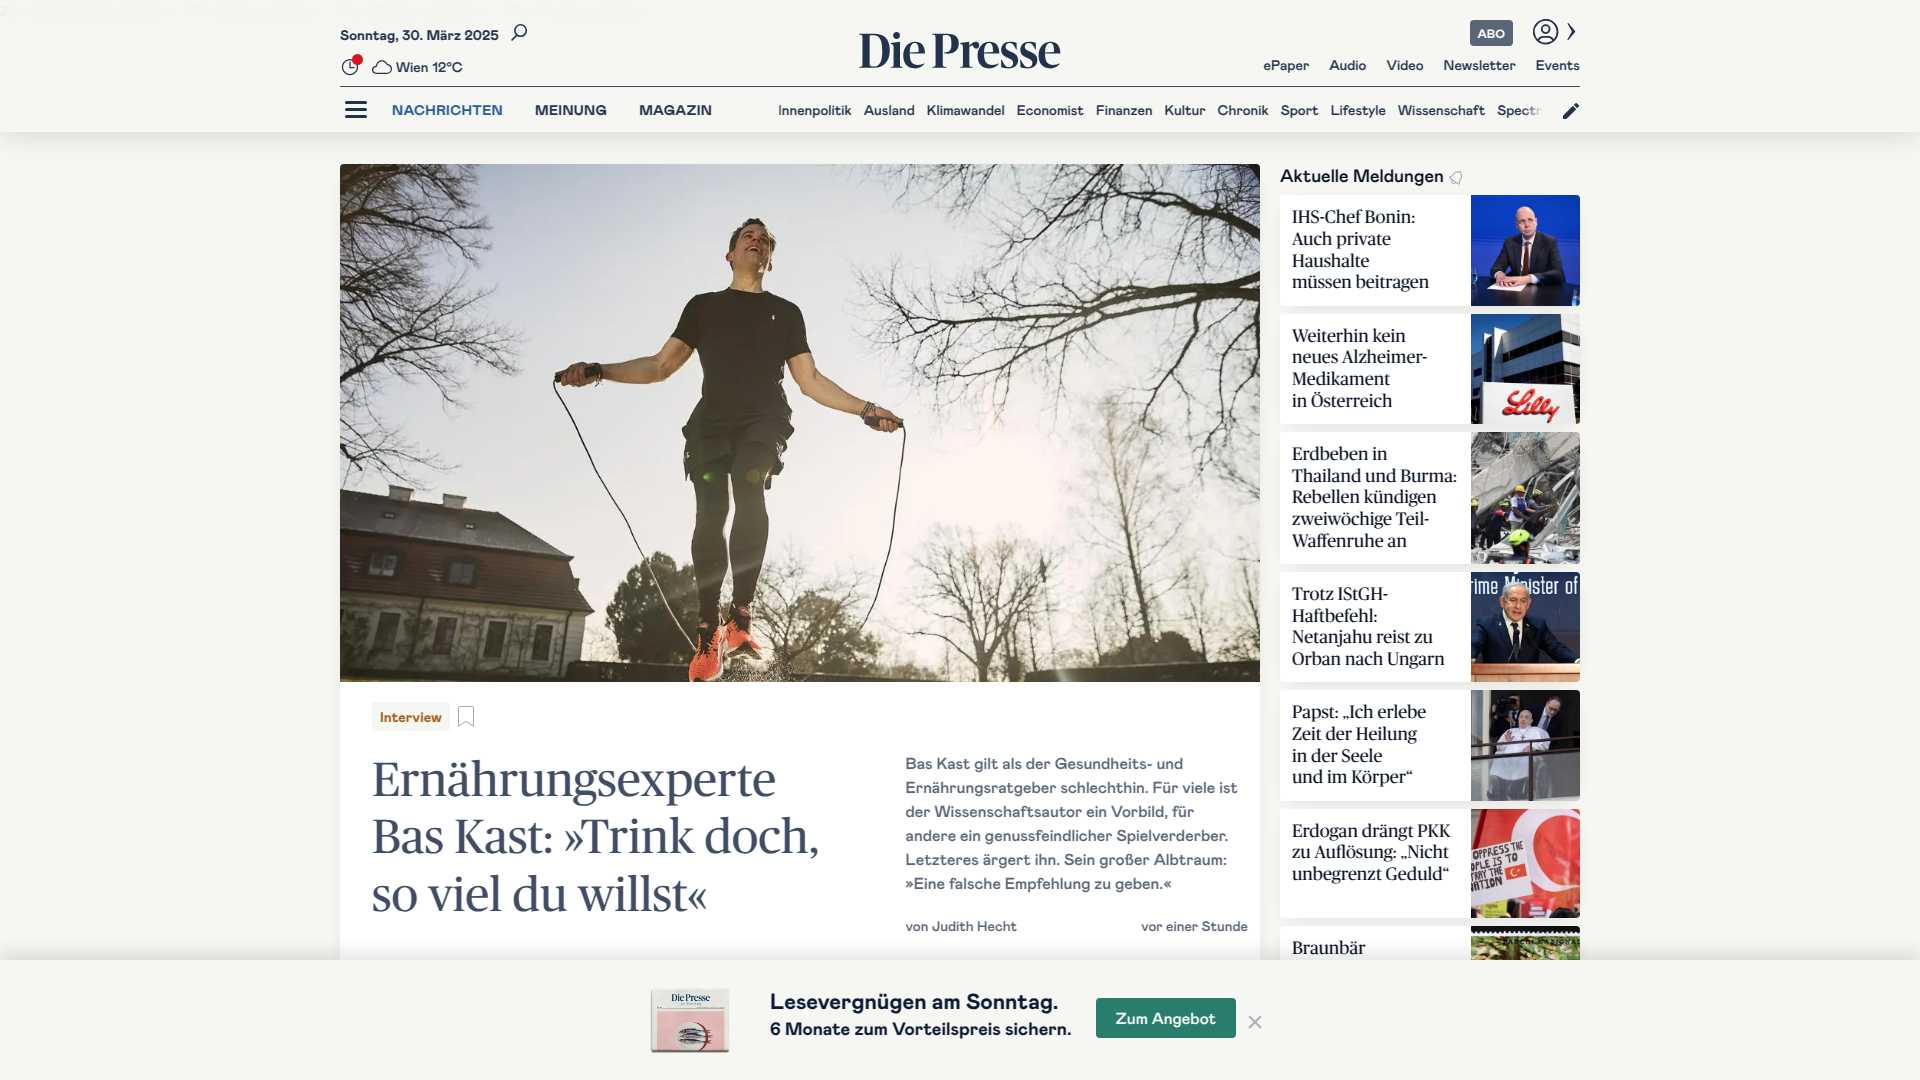 Sonntag, 30. März 2025
Wien 12°C
Die Presse
ABO
ePaper Audio Video Newsletter Events
NACHRICHTEN MEINUNG MAGAZIN
Innenpolitik Ausland Klimawandel Economist Finanzen Kultur Chronik Sport Lifestyle Wissenschaft
Interview
Ernährungsexperte
Bas Kast: »Trink doch,
so viel du willst«
Bas Kast gilt als der Gesundheits- und
Ernährungsratgeber schlechthin. Für viele ist
der Wissenschaftsautor ein Vorbild, für
andere ein genussfeindlicher Spielverderber.
Letzteres ärgert ihn. Sein großer Albtraum:
»Eine falsche Empfehlung zu geben.«
von Judith Hecht
vor einer Stunde
Aktuelle Meldungen
IHS-Chef Bonin:
Auch private
Haushalte
müssen beitragen
Weiterhin kein
neues Alzheimer-
Medikament
in Österreich
Lilly
Erdbeben in
Thailand und Burma:
Rebellen kündigen
zweiwöchige Teil-
Waffenruhe an
Trotz IStGH-
Haftbefehl:
Netanjahu reist zu
Orban nach Ungarn
rime Minister of
Papst: „Ich erlebe
Zeit der Heilung
in der Seele
und im Körper“
Erdogan drängt PKK
zu Auflösung: „Nicht
unbegrenzt Geduld“
OPPRESS THE
OPLE IS TO
TRAY THE
NATION
Braunbär
Die Presse
Lesevergnügen am Sonntag.
6 Monate zum Vorteilspreis sichern.
Zum Angebot